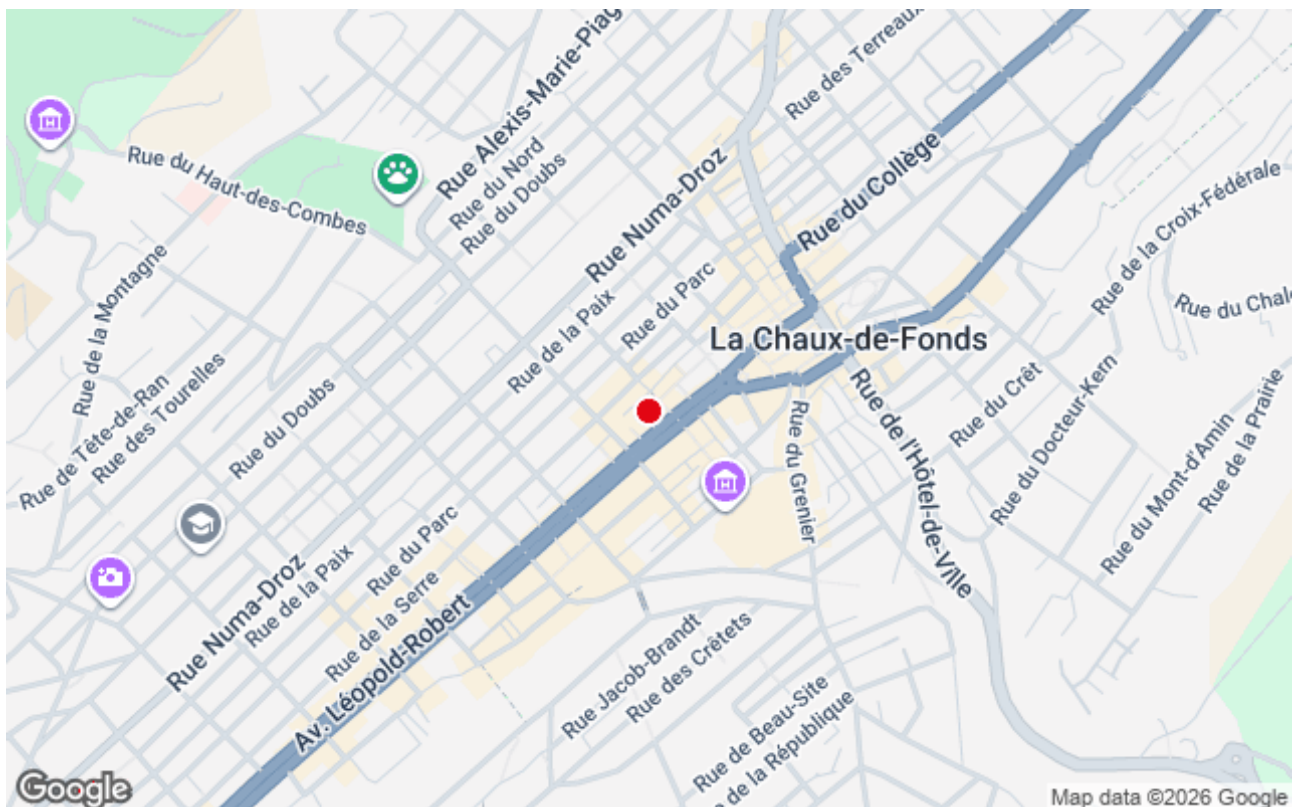 Rue Alexis-Marie-Piag
Rue des Terreaux
Rue du Haut-des-Combes
Rue du Nord
Rue du Doubs
Rue Numa-Droz
Rue du Collège
Rue de la Croix-Fédérale
Rue de la Montagne
Rue du Parc
Rue de la Paix
Rue du Chale
La Chaux-de-Fonds
Rue de Tête-de-Ran
Rue des Tourelles
Rue du Doubs
Rue du Grenier
Rue de l'Hôtel-de-Ville
Rue du Crêt
Rue du Docteur-Kern
Rue du Mont-d'Amin
Rue de la Prairie
Rue du Parc
Rue de la Serre
Rue de la Paix
Rue Numa-Droz
Av. Léopold-Robert
Rue Jacob-Brandt
Rue des Crêtets
Rue de Beau-Site
e de la République
Google
Map data ©2026 Google